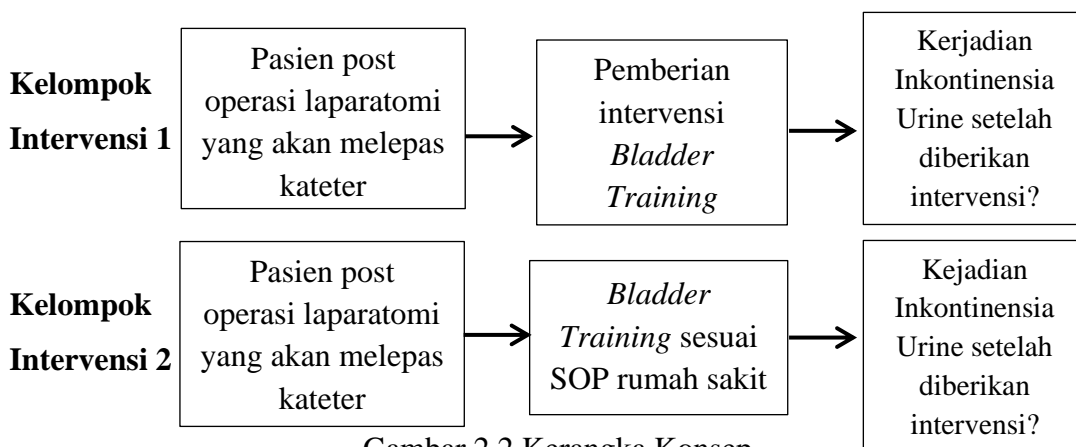 Kelompok
Intervensi 1
Pasien post
operasi laparatomi
yang akan melepas
kateter
Pemberian
intervensi
Bladder
Training
Kerjadian
Inkontinensia
Urine setelah
diberikan
intervensi?
Kelompok
Intervensi 2
Pasien post
operasi laparatomi
yang akan melepas
kateter
Bladder
Training sesuai
SOP rumah sakit
Kejadian
Inkontinensia
Urine setelah
diberikan
intervensi?
Gambar 2.2 Kerangka Konsep